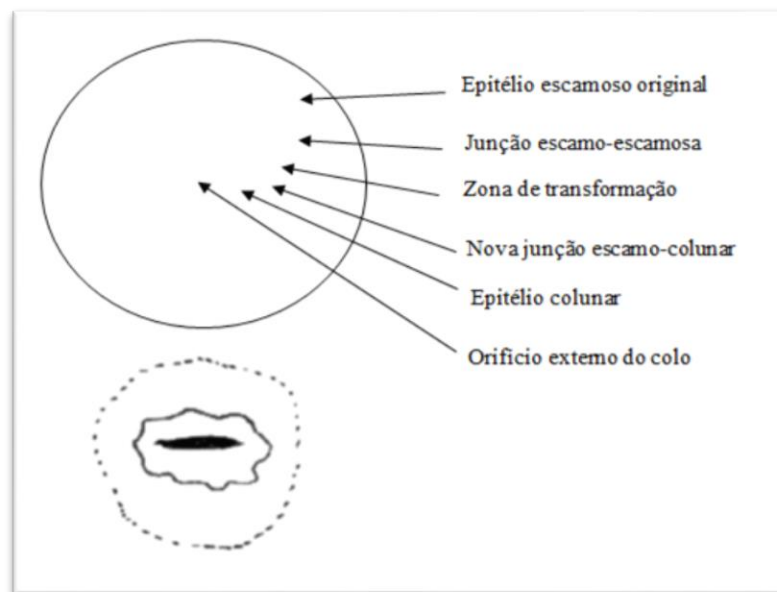 Epitélio escamoso original
Junção escamo-escamosa
Zona de transformação
Nova junção escamo-colunar
Epitélio colunar
Orifício externo do colo